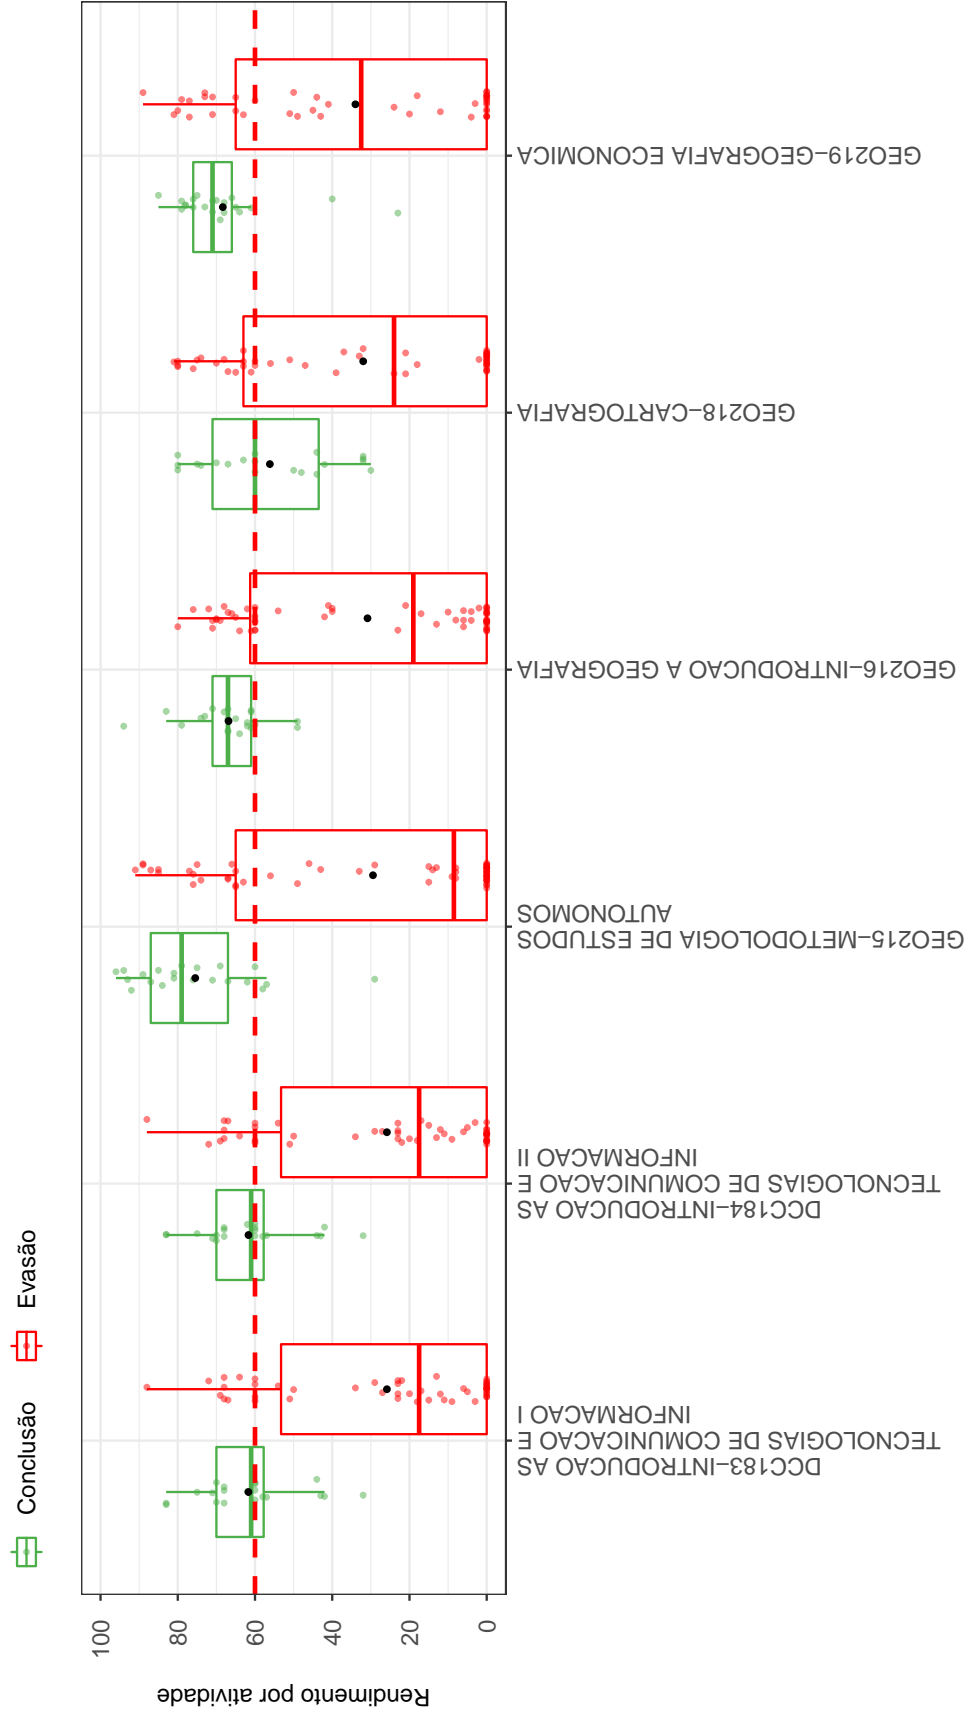 Conclusão
Evasão
Rendimento por atividade
100
80
60
40
20
0
DCC183−INTRODUCAO AS
TECNOLOGIAS DE COMUNICACAO E
INFORMACAO I
DCC184−INTRODUCAO AS
TECNOLOGIAS DE COMUNICACAO E
INFORMACAO II
GEO215−METODOLOGIA DE ESTUDOS
AUTONOMOS
GEO216−INTRODUCAO A GEOGRAFIA
GEO218−CARTOGRAFIA
GEO219−GEOGRAFIA ECONOMICA